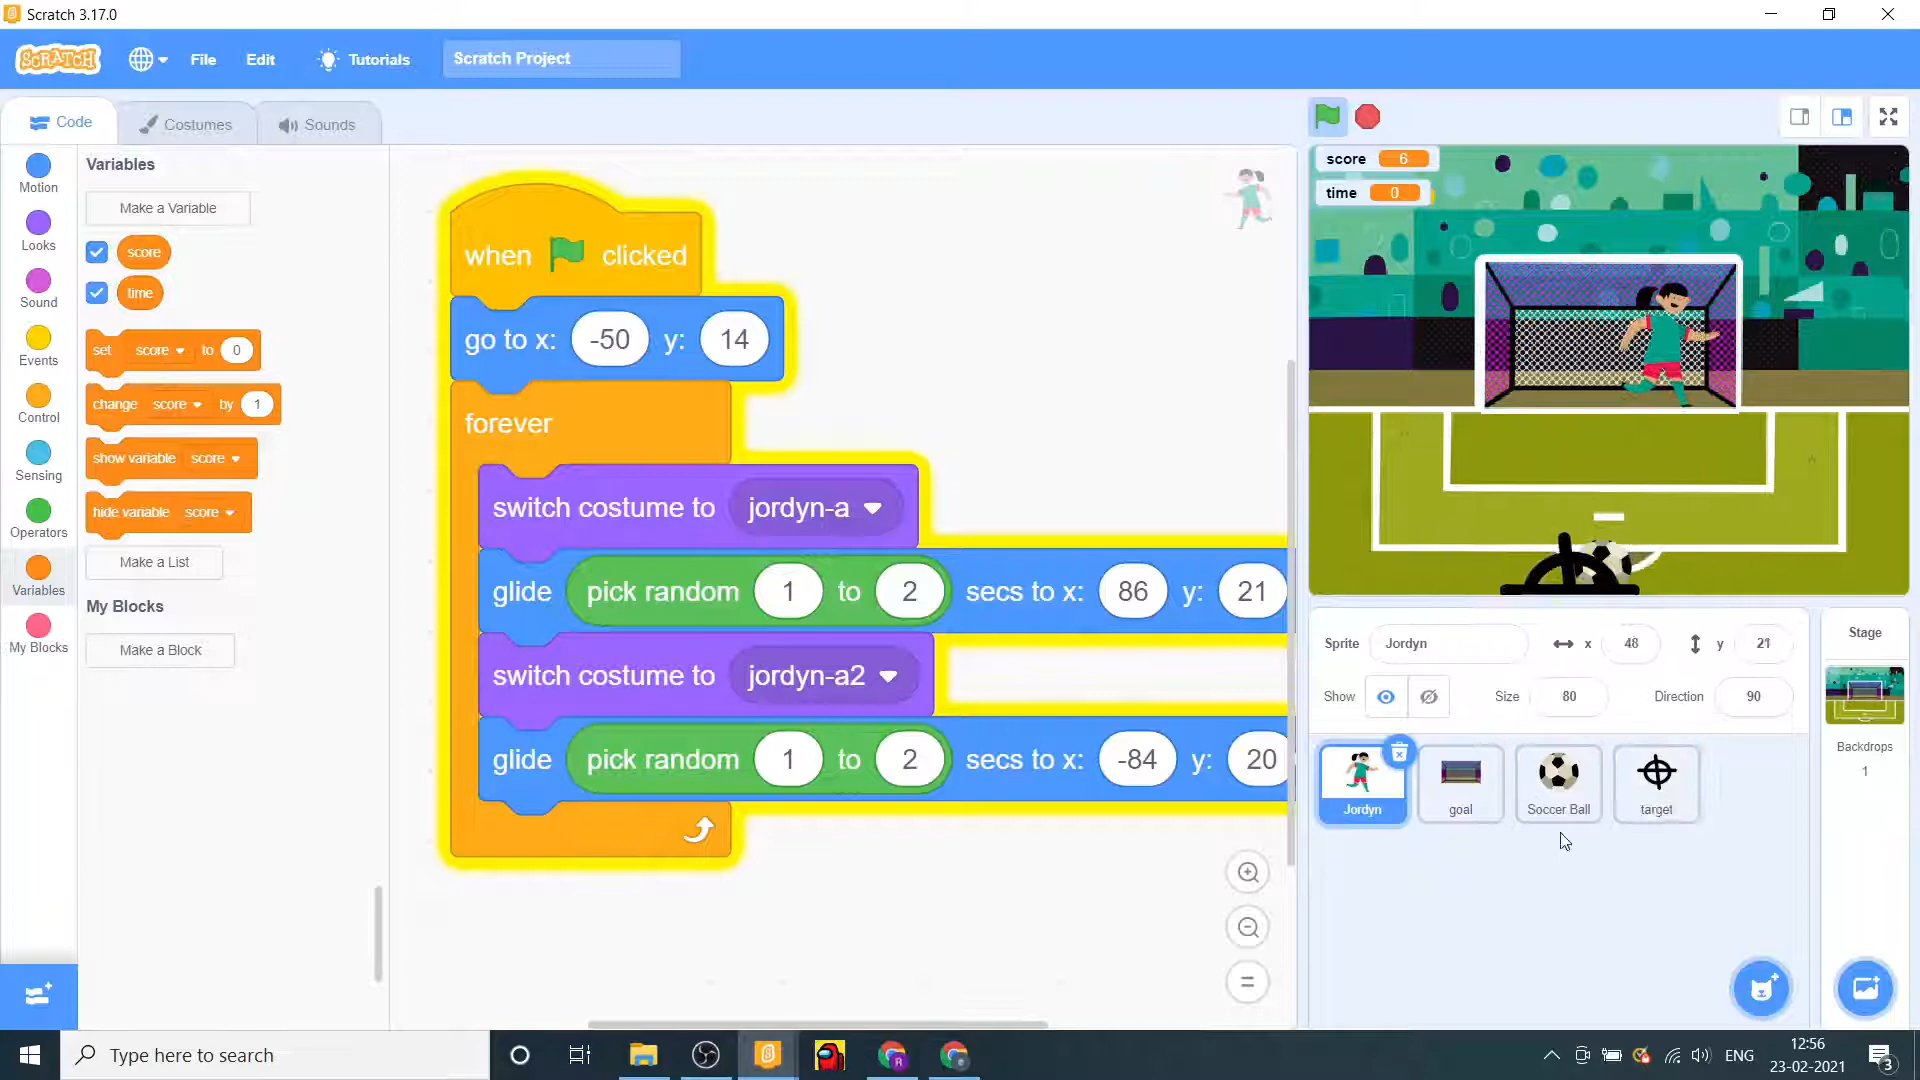 Scratch 3.17.0
SCRATCH
File
Edit
Tutorials
Scratch Project
Code
Costumes
Sounds
Motion
Looks
Sound
Events
Control
Sensing
Operators
Variables
My Blocks
Variables
Make a Variable
score
time
set score to 0
change score by 1
show variable score
hide variable score
Make a List
My Blocks
Make a Block
when clicked
go to x: -50 y: 14
forever
switch costume to jordyn-a
glide pick random 1 to 2 secs to x: 86 y: 21
switch costume to jordyn-a2
glide pick random 1 to 2 secs to x: -84 y: 20
score 6
time 0
Sprite Jordyn x 48 y 21
Show Size 80 Direction 90
Jordyn
goal
Soccer Ball
target
Stage
Backdrops
1
Type here to search
ENG
12:56
23-02-2021
3